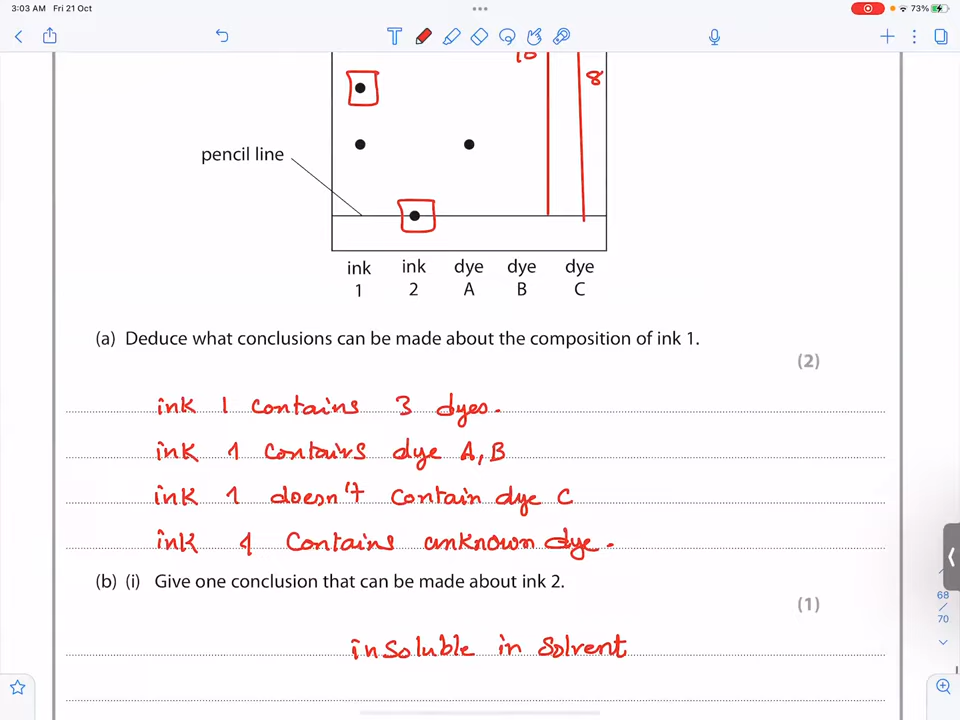 3:03 AM Fri 21 Oct
73%
8
pencil line
ink ink dye dye dye
1 2 A B C
(a) Deduce what conclusions can be made about the composition of ink 1.
(2)
ink 1 contains 3 dyes.
ink 1 contains dye A, B
ink 1 doesn't contain dye C
ink 1 contains unknown dye.
(b) (i) Give one conclusion that can be made about ink 2.
(1)
insoluble in solvent
68
/
70